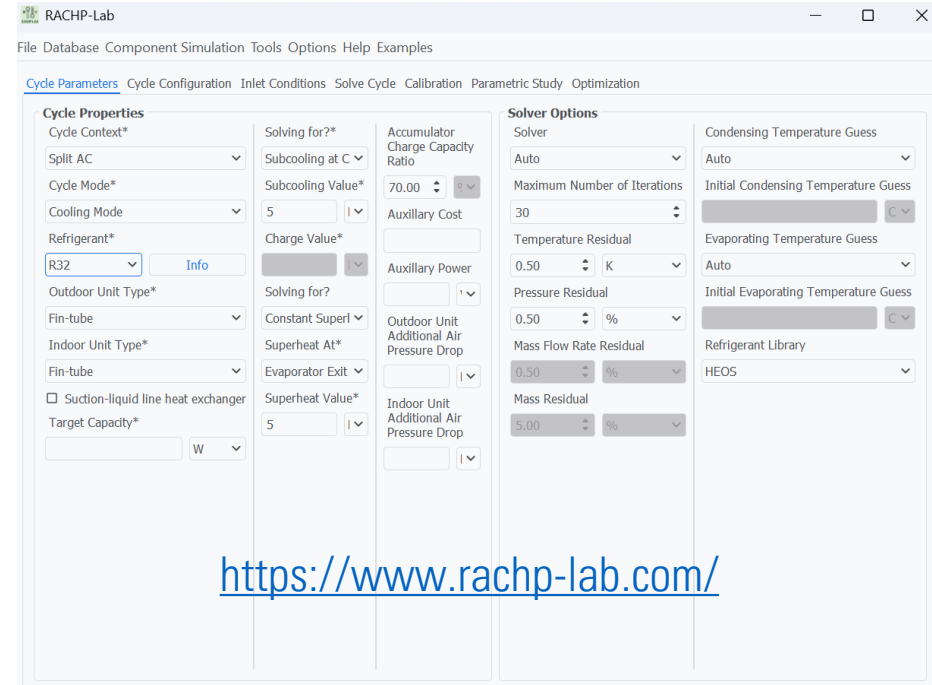 RACHP-Lab
File Database Component Simulation Tools Options Help Examples
Cycle Parameters Cycle Configuration Inlet Conditions Solve Cycle Calibration Parametric Study Optimization
Cycle Properties
Cycle Context*
Split AC
Cycle Mode*
Cooling Mode
Refrigerant*
R32 Info
Outdoor Unit Type*
Fin-tube
Indoor Unit Type*
Fin-tube
Suction-liquid line heat exchanger
Target Capacity*
W
Solving for?*
Subcooling at C
Subcooling Value*
5
Charge Value*
Solving for?
Constant Superl
Superheat At*
Evaporator Exit
Superheat Value*
5
Accumulator
Charge Capacity
Ratio
70.00
Auxillary Cost
Auxillary Power
Outdoor Unit
Additional Air
Pressure Drop
Indoor Unit
Additional Air
Pressure Drop
Solver Options
Solver
Auto
Maximum Number of Iterations
30
Temperature Residual
0.50 K
Pressure Residual
0.50 %
Mass Flow Rate Residual
0.50 %
Mass Residual
5.00 %
Condensing Temperature Guess
Auto
Initial Condensing Temperature Guess
C
Evaporating Temperature Guess
Auto
Initial Evaporating Temperature Guess
C
Refrigerant Library
HEOS
https://www.rachp-lab.com/